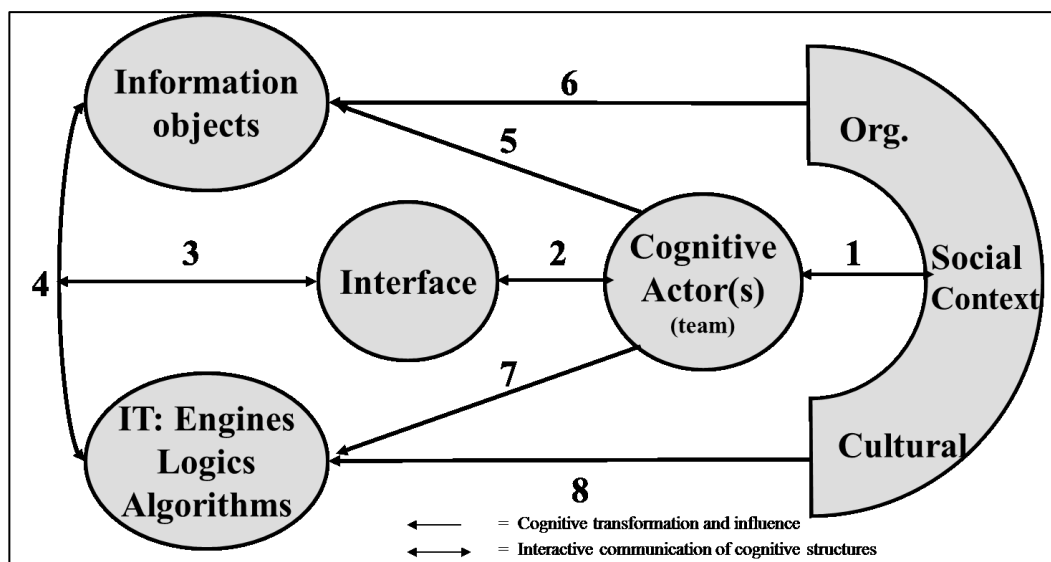 Information
objects
6
Org.
5
4
3
Interface
2
Cognitive
Actor(s)
(team)
1
Social
Context
7
IT: Engines
Logics
Algorithms
Cultural
8
= Cognitive transformation and influence
= Interactive communication of cognitive structures